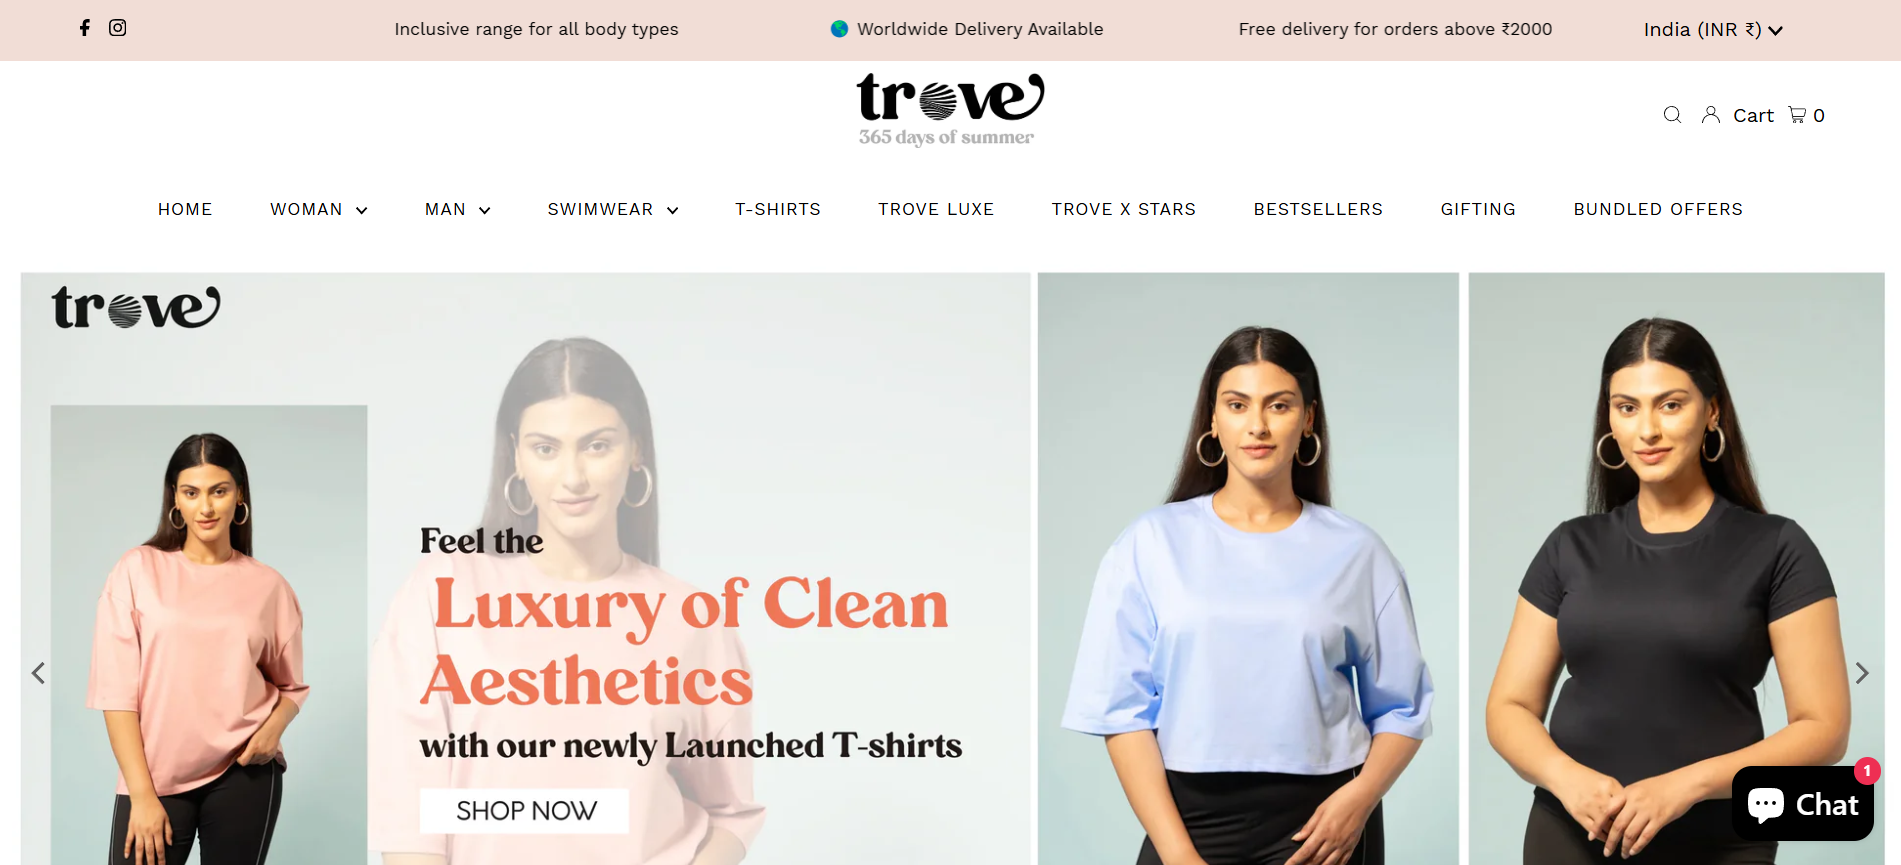 Inclusive range for all body types
Worldwide Delivery Available
Free delivery for orders above ₹2000
India (INR ₹)
trove
365 days of summer
Cart 0
HOME
WOMAN
MAN
SWIMWEAR
T-SHIRTS
TROVE LUXE
TROVE X STARS
BESTSELLERS
GIFTING
BUNDLED OFFERS
trove
Feel the
Luxury of Clean
Aesthetics
with our newly Launched T-shirts
SHOP NOW
1
Chat